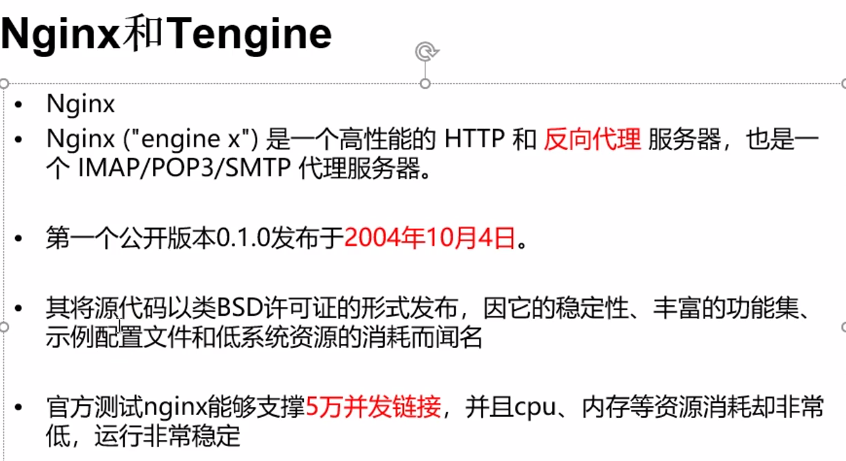 Nginx和Tengine
• Nginx
• Nginx ("engine x") 是一个高性能的 HTTP 和 反向代理 服务器，也是一
个 IMAP/POP3/SMTP 代理服务器。
• 第一个公开版本0.1.0发布于2004年10月4日。
• 其将源代码以类BSD许可证的形式发布，因它的稳定性、丰富的功能集、
示例配置文件和低系统资源的消耗而闻名
• 官方测试nginx能够支撑5万并发链接，并且cpu、内存等资源消耗却非常
低，运行非常稳定